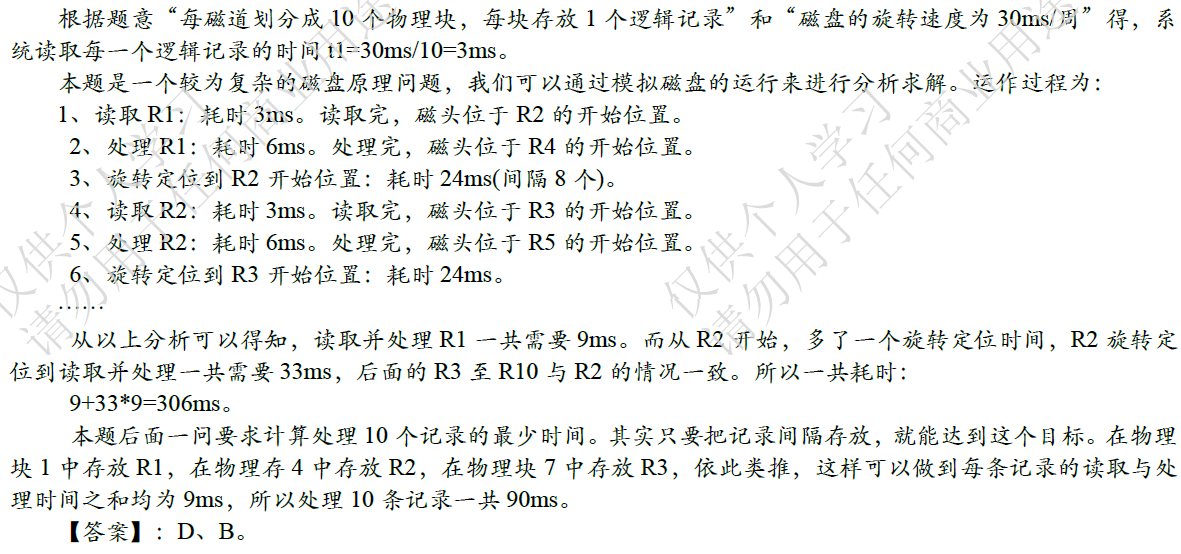 根据题意“每磁道划分成 10 个物理块，每块存放 1 个逻辑记录”和“磁盘的旋转速度为 30ms/周”得，系
统读取每一个逻辑记录的时间 t1=30ms/10=3ms。
本题是一个较为复杂的磁盘原理问题，我们可以通过模拟磁盘的运行来进行分析求解。运作过程为：
1、读取 R1：耗时 3ms。读取完，磁头位于 R2 的开始位置。
2、处理 R1：耗时 6ms。处理完，磁头位于 R4 的开始位置。
3、旋转定位到 R2 开始位置：耗时 24ms(间隔 8 个)。
4、读取 R2：耗时 3ms。读取完，磁头位于 R3 的开始位置。
5、处理 R2：耗时 6ms。处理完，磁头位于 R5 的开始位置。
6、旋转定位到 R3 开始位置：耗时 24ms。
……
从以上分析可以得知，读取并处理 R1 一共需要 9ms。而从 R2 开始，多了一个旋转定位时间，R2 旋转定
位到读取并处理一共需要 33ms，后面的 R3 至 R10 与 R2 的情况一致。所以一共耗时：
9+33*9=306ms。
本题后面一问要求计算处理 10 个记录的最少时间。其实只要把记录间隔存放，就能达到这个目标。在物理
块 1 中存放 R1，在物理存 4 中存放 R2，在物理块 7 中存放 R3，依此类推，这样可以做到每条记录的读取与处
理时间之和均为 9ms，所以处理 10 条记录一共 90ms。
【答案】：D、B。
仅供个人学习
请勿用于任何商业用途
仅供个人学习
请勿用于任何商业用途